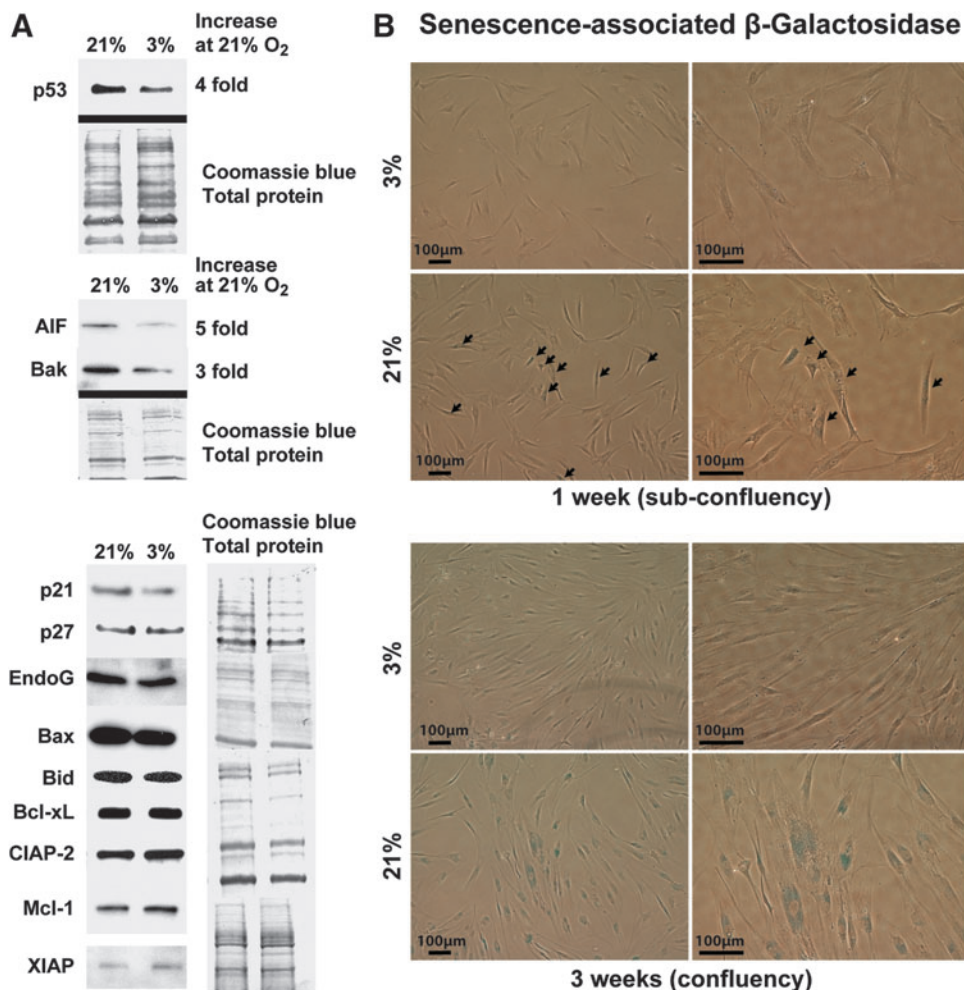 A
21% 3%
Increase
at 21% O₂
p53
4 fold
Coomassie blue
Total protein
21% 3%
Increase
at 21% O₂
AIF
5 fold
Bak
3 fold
Coomassie blue
Total protein
Coomassie blue
Total protein
21% 3%
p21
p27
EndoG
Bax
Bid
Bcl-xL
CIAP-2
Mcl-1
XIAP
B Senescence-associated β-Galactosidase
3%
100μm
100μm
21%
100μm
100μm
1 week (sub-confluency)
3%
100μm
100μm
21%
100μm
100μm
3 weeks (confluency)